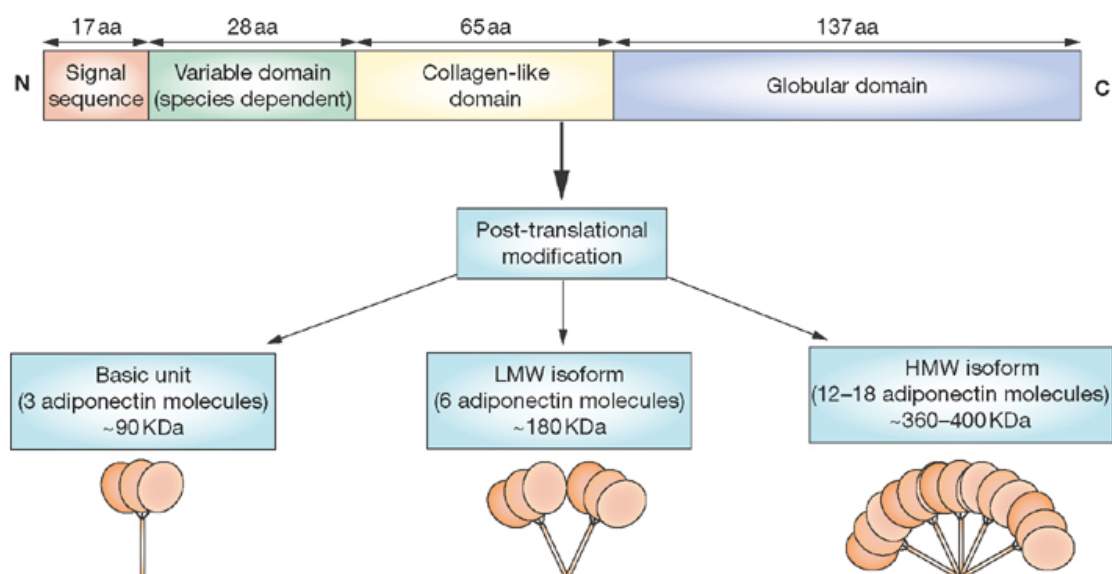 17 aa 28 aa 65 aa 137 aa
N
Signal
sequence
Variable domain
(species dependent)
Collagen-like
domain
Globular domain
C
Post-translational
modification
Basic unit
(3 adiponectin molecules)
~90 KDa
LMW isoform
(6 adiponectin molecules)
~180 KDa
HMW isoform
(12–18 adiponectin molecules)
~360–400 KDa